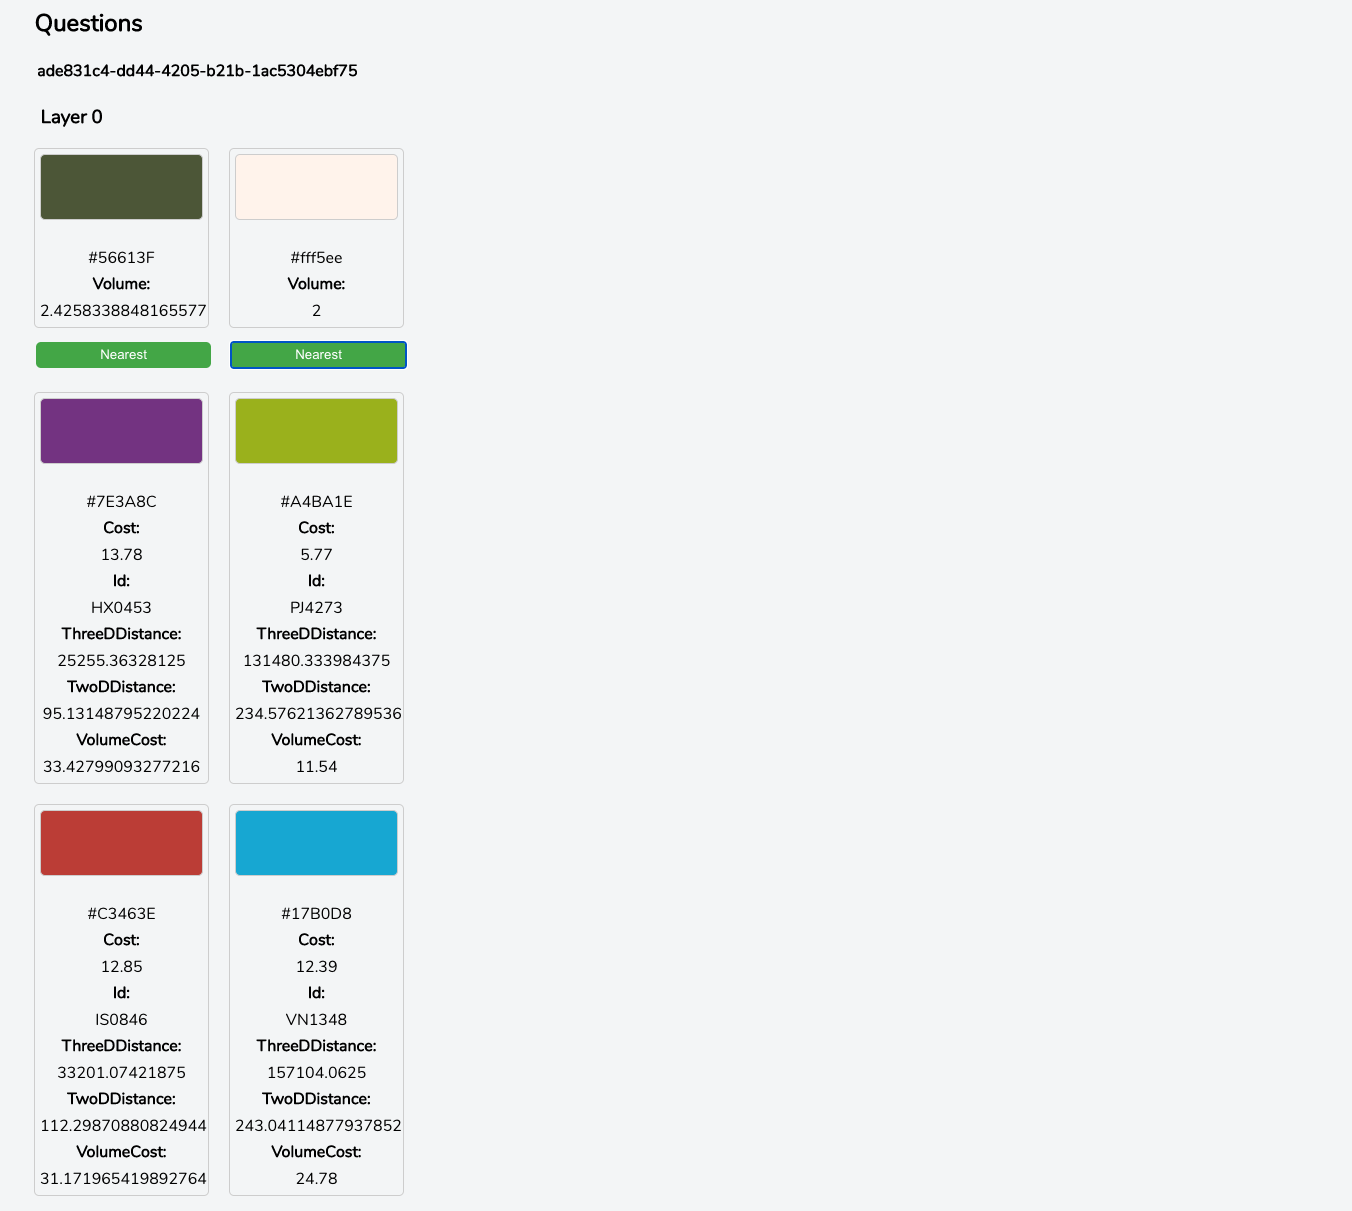 Questions
ade831c4-dd44-4205-b21b-1ac5304ebf75
Layer 0
#56613F
Volume:
2.4258338848165577
#fff5ee
Volume:
2
Nearest
Nearest
#7E3A8C
Cost:
13.78
Id:
HX0453
ThreeDDistance:
25255.36328125
TwoDDistance:
95.13148795220224
VolumeCost:
33.42799093277216
#A4BA1E
Cost:
5.77
Id:
PJ4273
ThreeDDistance:
131480.333984375
TwoDDistance:
234.57621362789536
VolumeCost:
11.54
#C3463E
Cost:
12.85
Id:
IS0846
ThreeDDistance:
33201.07421875
TwoDDistance:
112.29870880824944
VolumeCost:
31.171965419892764
#17B0D8
Cost:
12.39
Id:
VN1348
ThreeDDistance:
157104.0625
TwoDDistance:
243.04114877937852
VolumeCost:
24.78